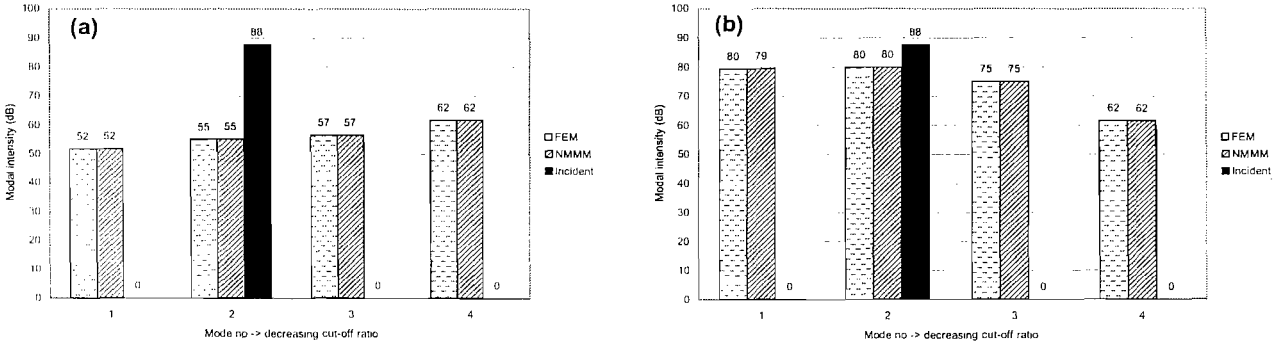 (a)
100
90
80
70
60
50
40
30
20
10
0
Modal intensity (dB)
52 52 0
55 55 88
57 57 0
62 62 0
1 2 3 4
Mode no -> decreasing cut-off ratio
FEM
NMMM
Incident
(b)
100
90
80
70
60
50
40
30
20
10
0
Modal intensity (dB)
80 79 0
80 80 88
75 75 0
62 62 0
1 2 3 4
Mode no -> decreasing cut-off ratio
FEM
NMMM
Incident